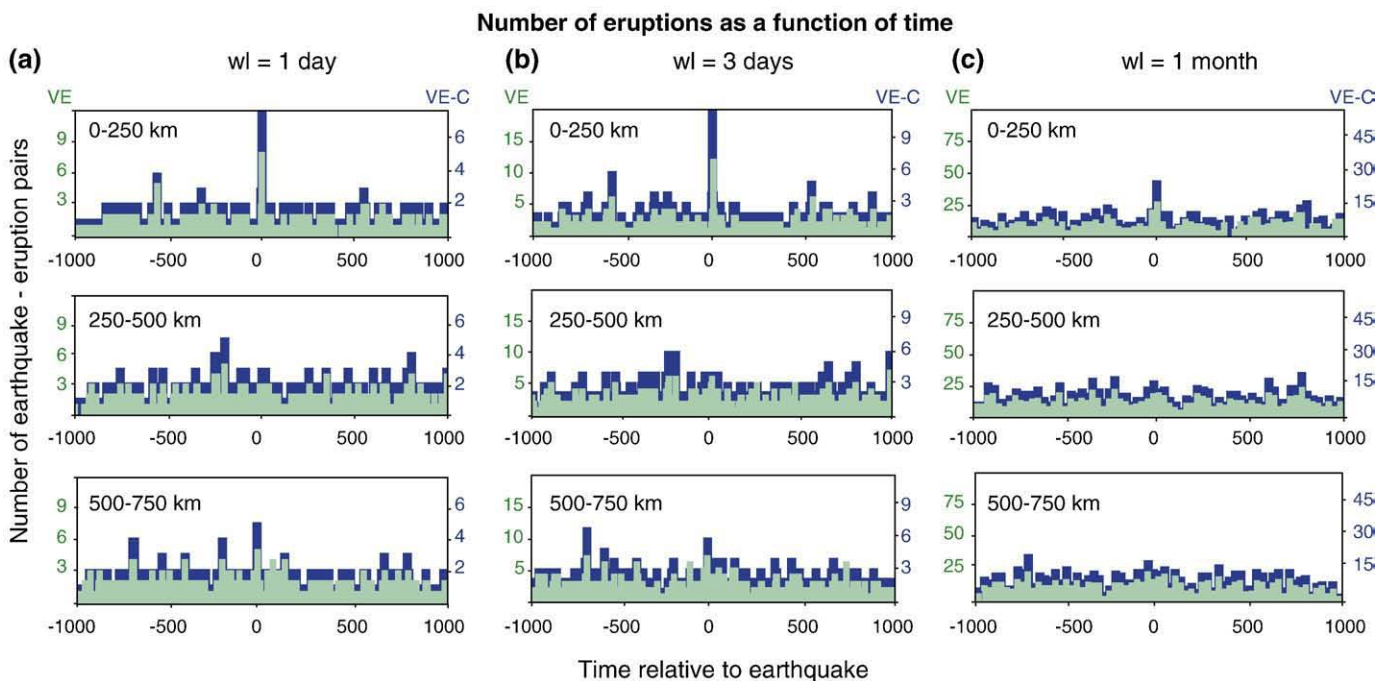 Number of eruptions as a function of time
(a) wl = 1 day (b) wl = 3 days (c) wl = 1 month
VE VE-C VE VE-C VE VE-C
Number of earthquake - eruption pairs
0-250 km
9
6
3
6
4
2
-1000 -500 0 500 1000
0-250 km
15
10
5
9
6
3
-1000 -500 0 500 1000
0-250 km
75
50
25
45
30
15
-1000 -500 0 500 1000
250-500 km
9
6
3
6
4
2
-1000 -500 0 500 1000
250-500 km
15
10
5
9
6
3
-1000 -500 0 500 1000
250-500 km
75
50
25
45
30
15
-1000 -500 0 500 1000
500-750 km
9
6
3
6
4
2
-1000 -500 0 500 1000
500-750 km
15
10
5
9
6
3
-1000 -500 0 500 1000
500-750 km
75
50
25
45
30
15
-1000 -500 0 500 1000
Time relative to earthquake